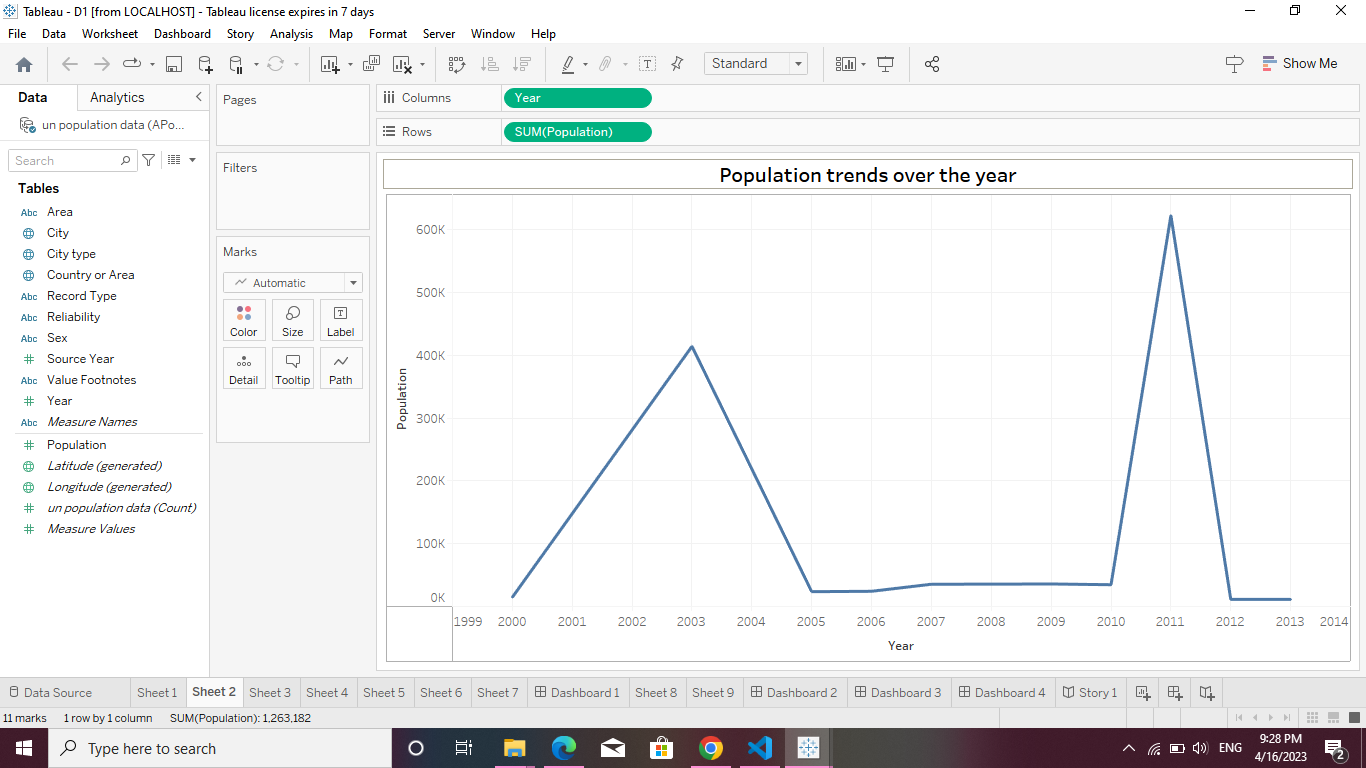 Tableau - D1 [from LOCALHOST] - Tableau license expires in 7 days
File Data Worksheet Dashboard Story Analysis Map Format Server Window Help
Standard
Show Me
Data Analytics
un population data (APo...
Search
Tables
Abc Area
City
City type
Country or Area
Abc Record Type
Abc Reliability
Abc Sex
# Source Year
Abc Value Footnotes
# Year
Abc Measure Names
# Population
Latitude (generated)
Longitude (generated)
# un population data (Count)
# Measure Values
Pages
Filters
Marks
Automatic
Color Size Label
Detail Tooltip Path
Columns Year
Rows SUM(Population)
Population trends over the year
600K
500K
400K
300K
200K
100K
0K
Population
1999 2000 2001 2002 2003 2004 2005 2006 2007 2008 2009 2010 2011 2012 2013 2014
Year
Data Source Sheet 1 Sheet 2 Sheet 3 Sheet 4 Sheet 5 Sheet 6 Sheet 7 Dashboard 1 Sheet 8 Sheet 9 Dashboard 2 Dashboard 3 Dashboard 4 Story 1
11 marks 1 row by 1 column SUM(Population): 1,263,182
Type here to search
ENG
9:28 PM
4/16/2023
2